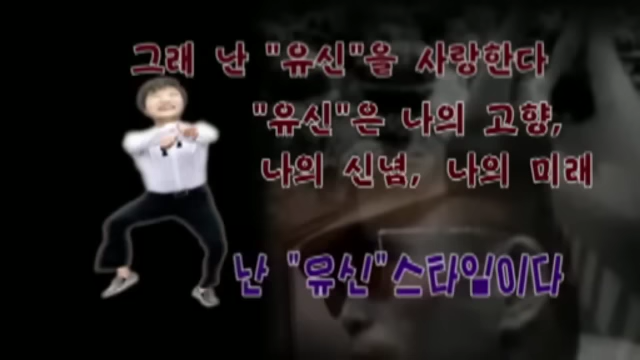 그래 난 "유신"을 사랑한다
"유신"은 나의 고향,
나의 신념, 나의 미래
난 "유신"스타일이다